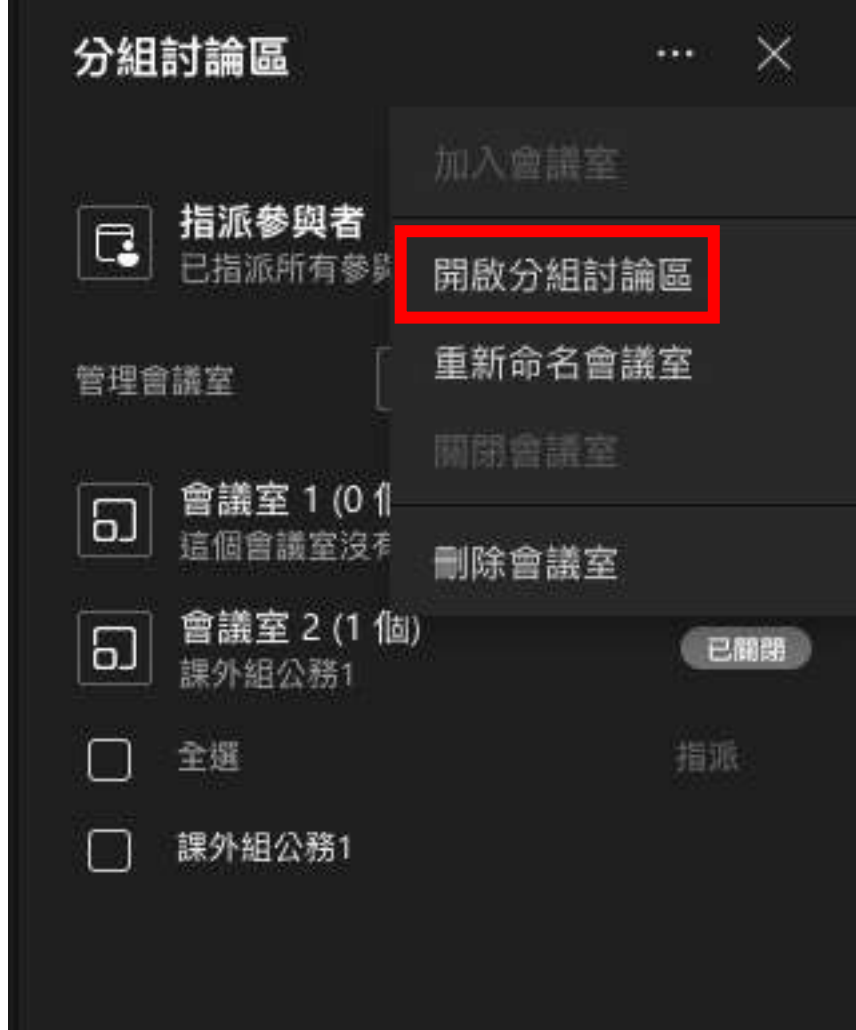 分組討論區
加入會議室
指派參與者
已指派所有參與
開啟分組討論區
重新命名會議室
管理會議室
關閉會議室
會議室 1 (0 個
這個會議室沒有
刪除會議室
會議室 2 (1 個)
已關閉
課外組公務1
全選
指派
課外組公務1